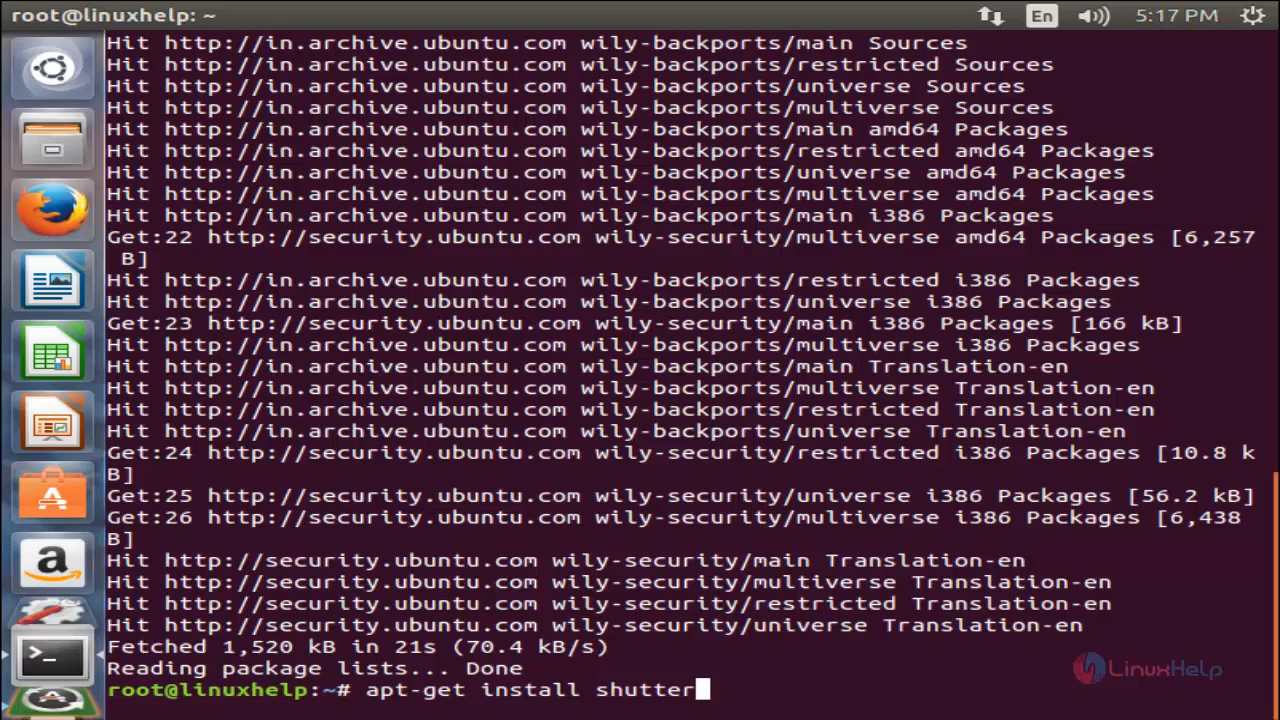 root@linuxhelp: ~ En 5:17 PM
Hit http://in.archive.ubuntu.com wily-backports/main Sources
Hit http://in.archive.ubuntu.com wily-backports/restricted Sources
Hit http://in.archive.ubuntu.com wily-backports/universe Sources
Hit http://in.archive.ubuntu.com wily-backports/multiverse Sources
Hit http://in.archive.ubuntu.com wily-backports/main amd64 Packages
Hit http://in.archive.ubuntu.com wily-backports/restricted amd64 Packages
Hit http://in.archive.ubuntu.com wily-backports/universe amd64 Packages
Hit http://in.archive.ubuntu.com wily-backports/multiverse amd64 Packages
Hit http://in.archive.ubuntu.com wily-backports/main i386 Packages
Get:22 http://security.ubuntu.com wily-security/multiverse amd64 Packages [6,257
B]
Hit http://in.archive.ubuntu.com wily-backports/restricted i386 Packages
Hit http://in.archive.ubuntu.com wily-backports/universe i386 Packages
Get:23 http://security.ubuntu.com wily-security/main i386 Packages [166 kB]
Hit http://in.archive.ubuntu.com wily-backports/multiverse i386 Packages
Hit http://in.archive.ubuntu.com wily-backports/main Translation-en
Hit http://in.archive.ubuntu.com wily-backports/multiverse Translation-en
Hit http://in.archive.ubuntu.com wily-backports/restricted Translation-en
Hit http://in.archive.ubuntu.com wily-backports/universe Translation-en
Get:24 http://security.ubuntu.com wily-security/restricted i386 Packages [10.8 k
B]
Get:25 http://security.ubuntu.com wily-security/universe i386 Packages [56.2 kB]
Get:26 http://security.ubuntu.com wily-security/multiverse i386 Packages [6,438
B]
Hit http://security.ubuntu.com wily-security/main Translation-en
Hit http://security.ubuntu.com wily-security/multiverse Translation-en
Hit http://security.ubuntu.com wily-security/restricted Translation-en
Hit http://security.ubuntu.com wily-security/universe Translation-en
Fetched 1,520 kB in 21s (70.4 kB/s)
Reading package lists... Done
root@linuxhelp:~# apt-get install shutter
LinuxHelp